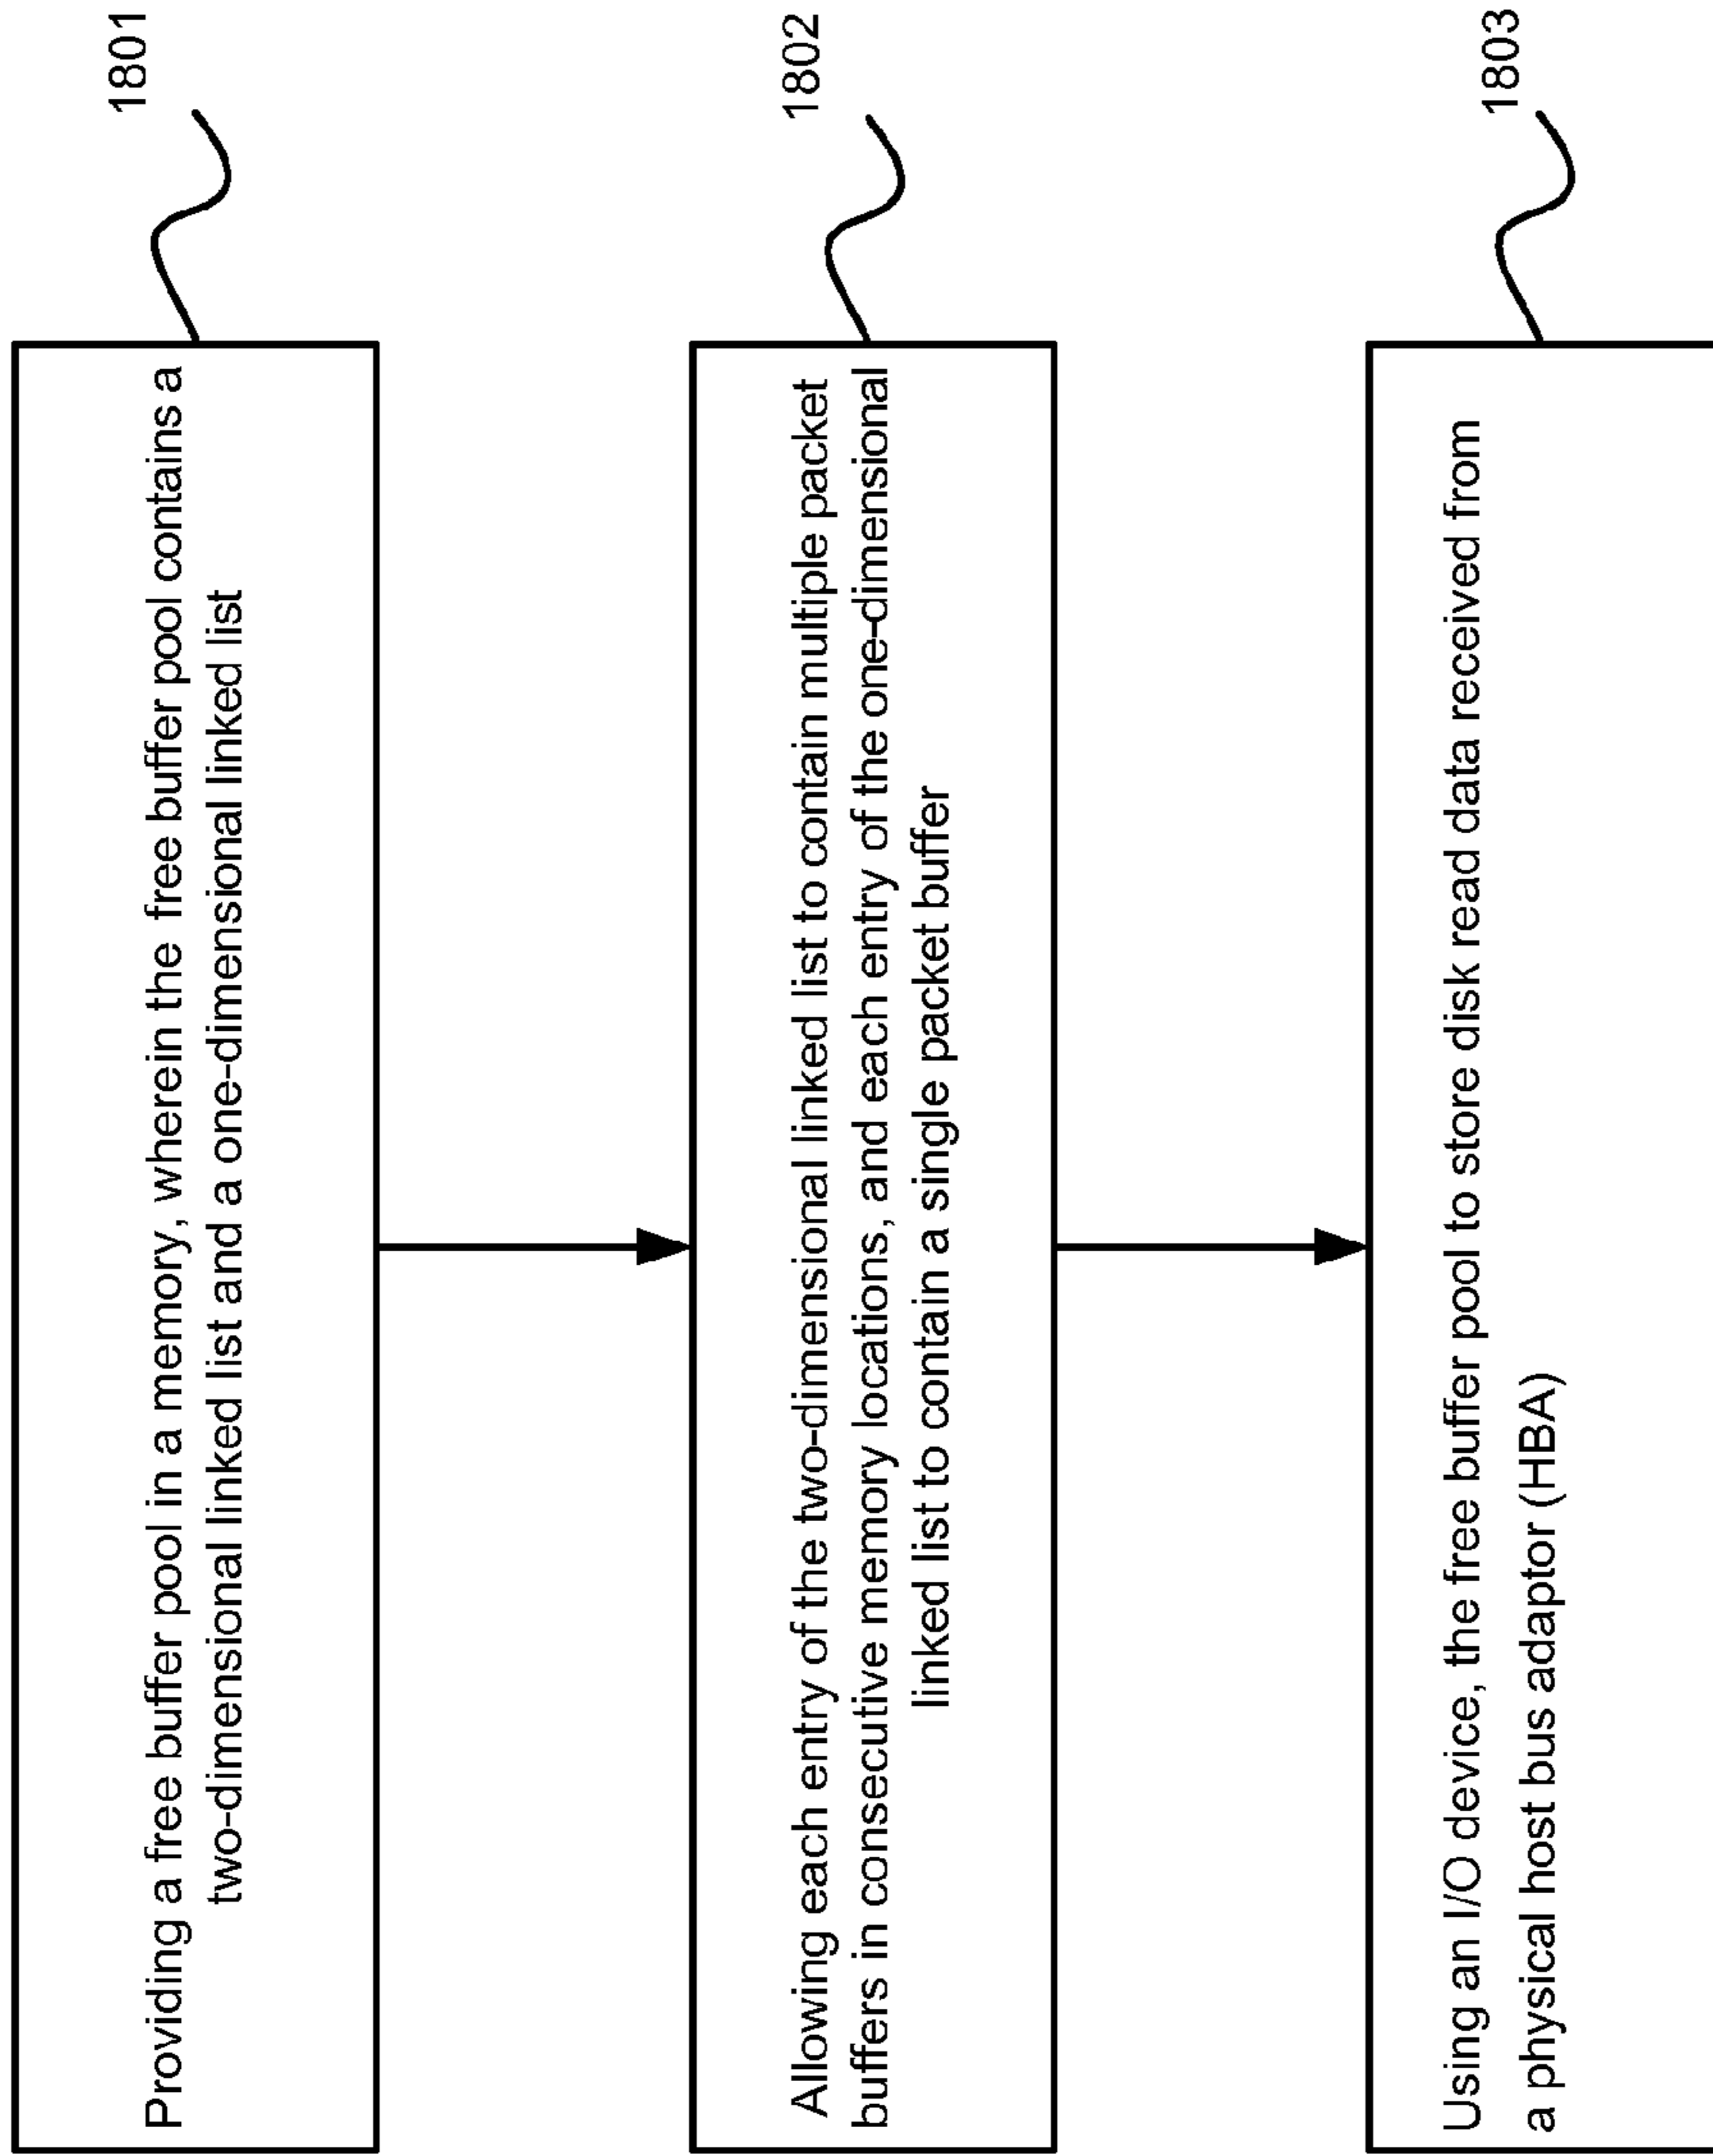 Providing a free buffer pool in a memory, wherein the free buffer pool contains a
two-dimensional linked list and a one-dimensional linked list
1801
Allowing each entry of the two-dimensional linked list to contain multiple packet
buffers in consecutive memory locations, and each entry of the one-dimensional
linked list to contain a single packet buffer
1802
Using an I/O device, the free buffer pool to store disk read data received from
a physical host bus adaptor (HBA)
1803